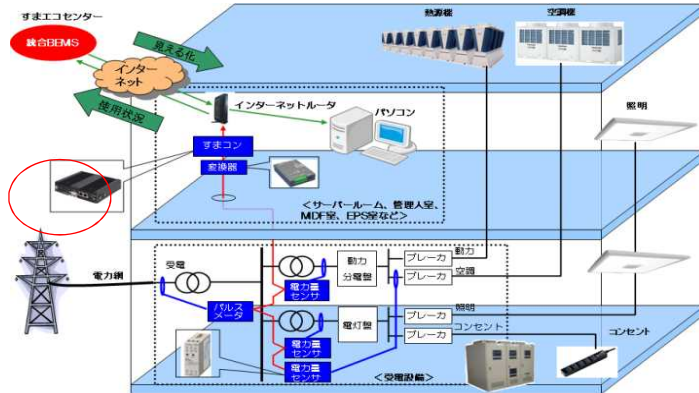 すまエコセンター
統合BEMS
インター
ネット
見える化
使用状況
インターネットルータ
パソコン
すまコン
変換器
<サーバールーム、管理人室、
MDF室、EPS室など>
熱源機
空調機
照明
電力網
受電
パルス
メータ
電力量
センサ
動力
分電盤
ブレーカ
動力
ブレーカ
空調
電力量
センサ
電灯盤
ブレーカ
照明
ブレーカ
コンセント
電力量
センサ
<受電設備>
コンセント